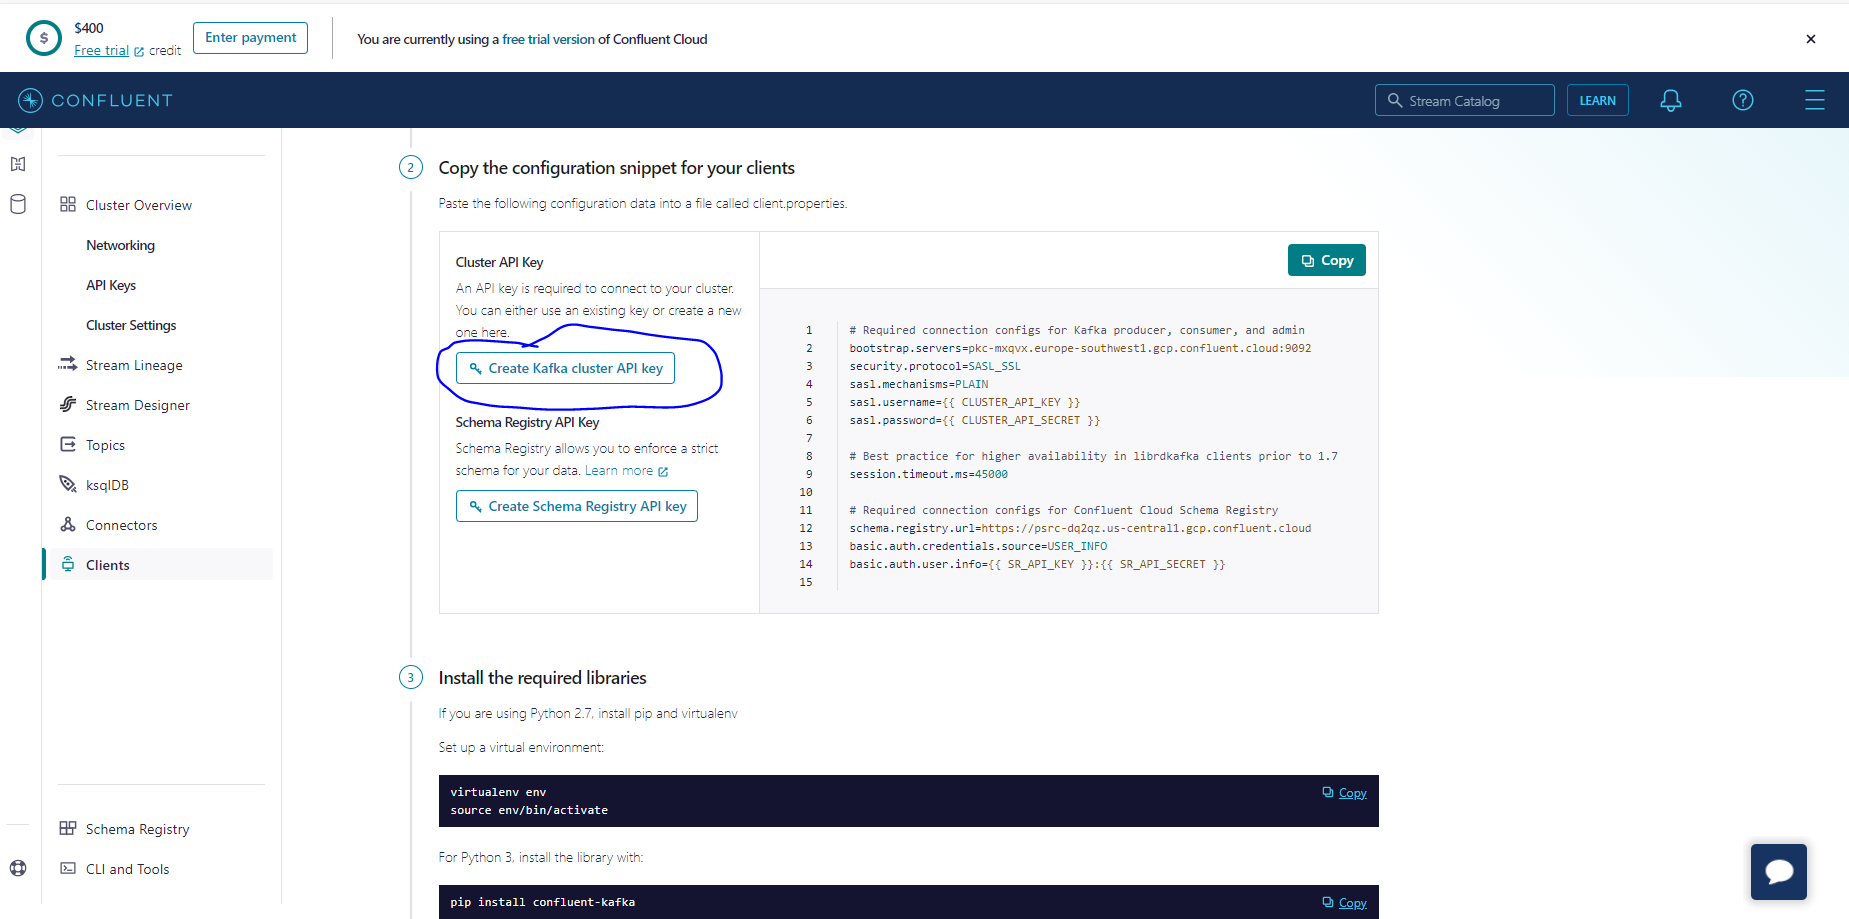 $400
Free trial credit
Enter payment
You are currently using a free trial version of Confluent Cloud
CONFLUENT
Stream Catalog
LEARN
Cluster Overview
Networking
API Keys
Cluster Settings
Stream Lineage
Stream Designer
Topics
ksqlDB
Connectors
Clients
Schema Registry
CLI and Tools
2
Copy the configuration snippet for your clients
Paste the following configuration data into a file called client.properties.
Cluster API Key
An API key is required to connect to your cluster.
You can either use an existing key or create a new
one here.
Create Kafka cluster API key
Schema Registry API Key
Schema Registry allows you to enforce a strict
schema for your data. Learn more
Create Schema Registry API key
Copy
1 # Required connection configs for Kafka producer, consumer, and admin
2 bootstrap.servers=pkc-mxqvx.europe-southwest1.gcp.confluent.cloud:9092
3 security.protocol=SASL_SSL
4 sasl.mechanisms=PLAIN
5 sasl.username={{ CLUSTER_API_KEY }}
6 sasl.password={{ CLUSTER_API_SECRET }}
7
8 # Best practice for higher availability in librdkafka clients prior to 1.7
9 session.timeout.ms=45000
10
11 # Required connection configs for Confluent Cloud Schema Registry
12 schema.registry.url=https://psrc-dq2qz.us-central1.gcp.confluent.cloud
13 basic.auth.credentials.source=USER_INFO
14 basic.auth.user.info={{ SR_API_KEY }}:{{ SR_API_SECRET }}
15
3
Install the required libraries
If you are using Python 2.7, install pip and virtualenv
Set up a virtual environment:
virtualenv env
source env/bin/activate
Copy
For Python 3, install the library with:
pip install confluent-kafka
Copy